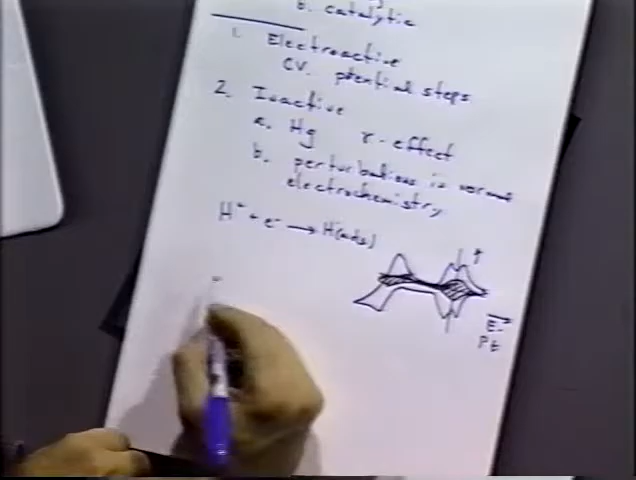 b. catalytic
1. Electroactive
CV. potential steps
2. Inactive
a. Hg γ-effect
b. perturbations in normal
electrochemistry
H⁺ + e⁻ → H(ads)
E
Pt